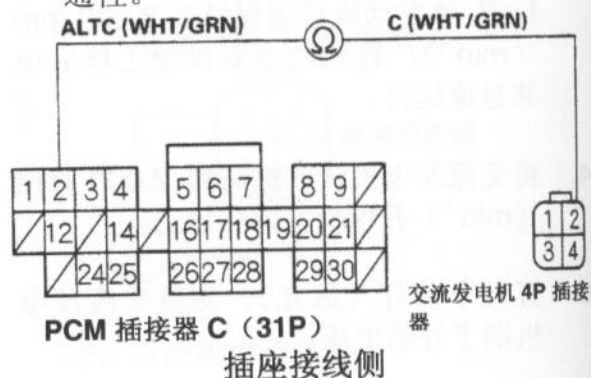 通性。
ALTC (WHT/GRN)
Ω
C (WHT/GRN)
1 2 3 4 5 6 7 8 9
12 14 16 17 18 19 20 21
24 25 26 27 28 29 30
1 2
3 4
交流发电机 4P 插接
器
PCM 插接器 C（31P）
插座接线侧